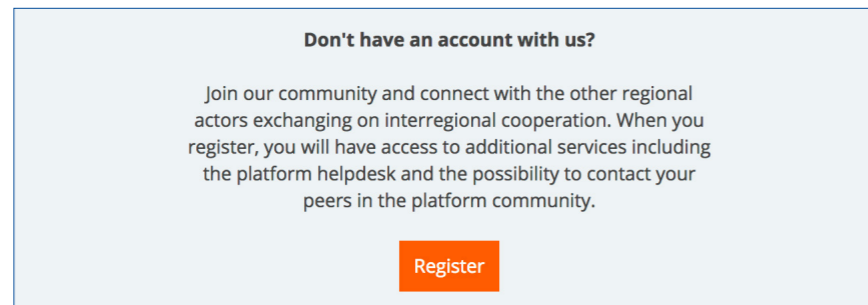 Don't have an account with us?
Join our community and connect with the other regional
actors exchanging on interregional cooperation. When you
register, you will have access to additional services including
the platform helpdesk and the possibility to contact your
peers in the platform community.
Register